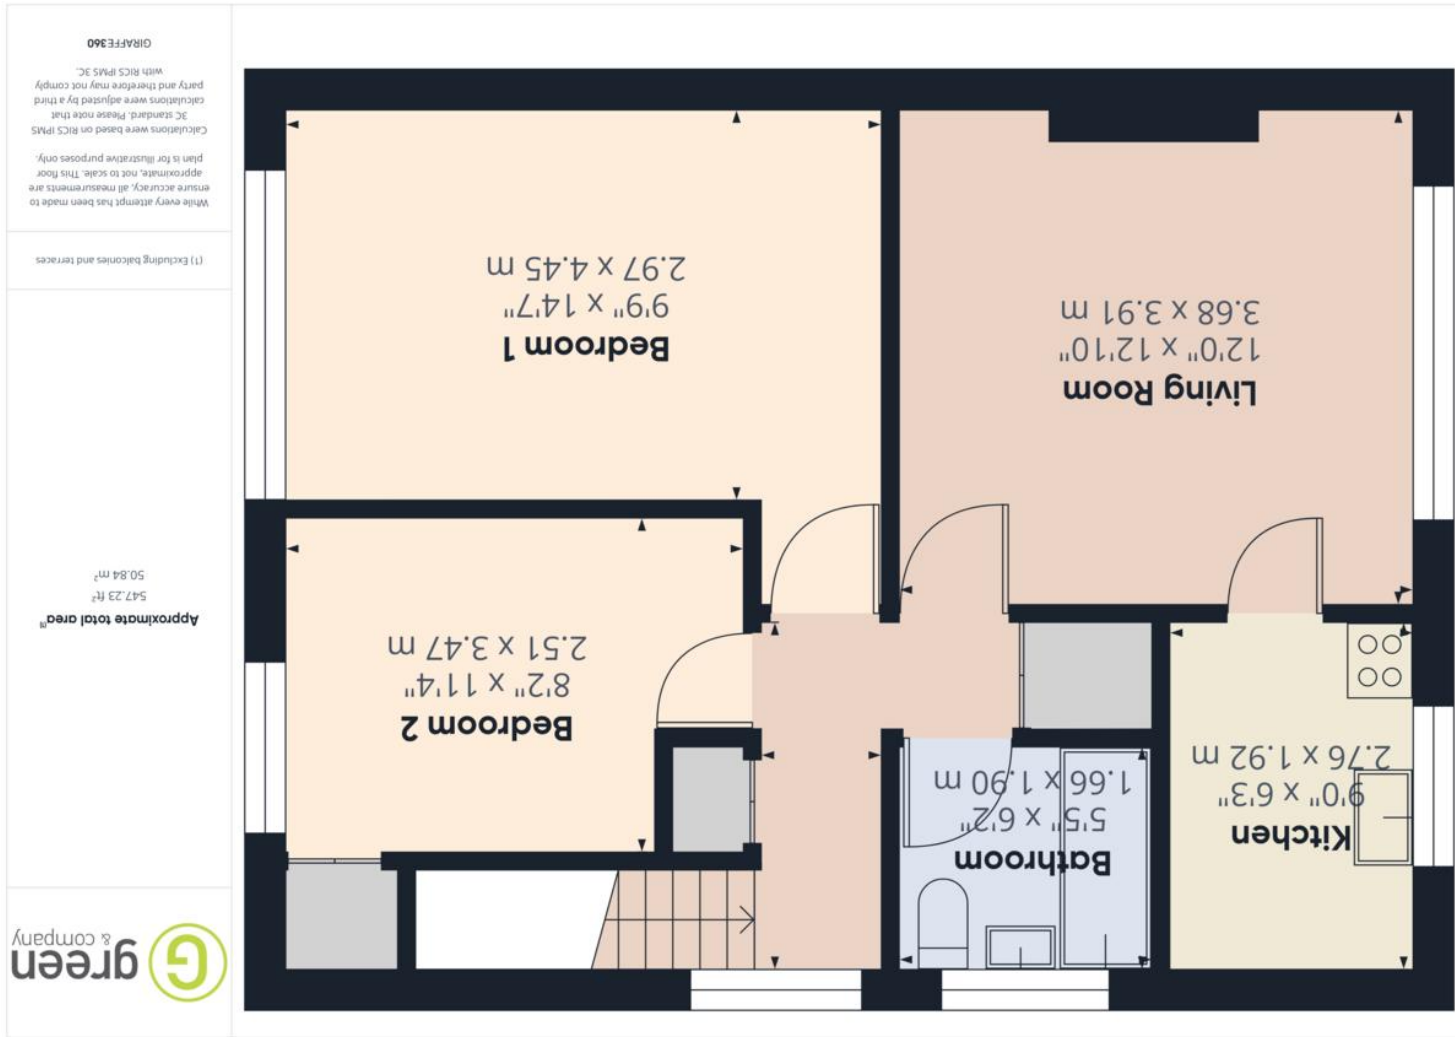 green
& company
Approximate total area⁽¹⁾
547.23 ft²
50.84 m²
(1) Excluding balconies and terraces
While every attempt has been made to
ensure accuracy, all measurements are
approximate, not to scale. This floor
plan is for illustrative purposes only.
Calculations were based on RICS IPMS
3C standard. Please note that
calculations were adjusted by a third
party and therefore may not comply
with RICS IPMS 3C.
GIRAFFE360
Kitchen
9'0" x 6'3"
2.76 x 1.92 m
Bathroom
5'5" x 6'2"
1.66 x 1.90 m
Bedroom 2
8'2" x 11'4"
2.51 x 3.47 m
Living Room
12'0" x 12'10"
3.68 x 3.91 m
Bedroom 1
9'9" x 14'7"
2.97 x 4.45 m